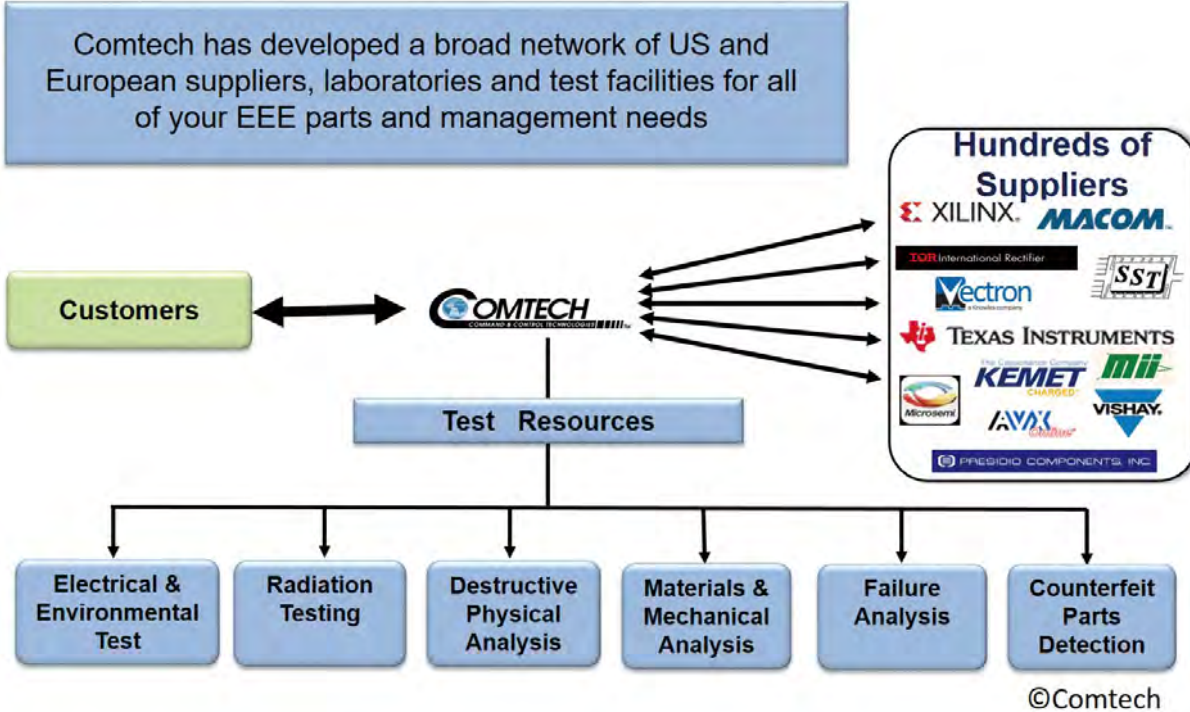 Comtech has developed a broad network of US and
European suppliers, laboratories and test facilities for all
of your EEE parts and management needs
Hundreds of
Suppliers
XILINX
MACOM
IOR International Rectifier
SST
Vectron
TEXAS INSTRUMENTS
Customers
COMTECH
COMMAND & CONTROL TECHNOLOGIES
KEMET
CHARGED
mii
Microsemi
AVX
VISHAY
PRESIDIO COMPONENTS, INC
Test Resources
Electrical &
Environmental
Test
Radiation
Testing
Destructive
Physical
Analysis
Materials &
Mechanical
Analysis
Failure
Analysis
Counterfeit
Parts
Detection
©Comtech